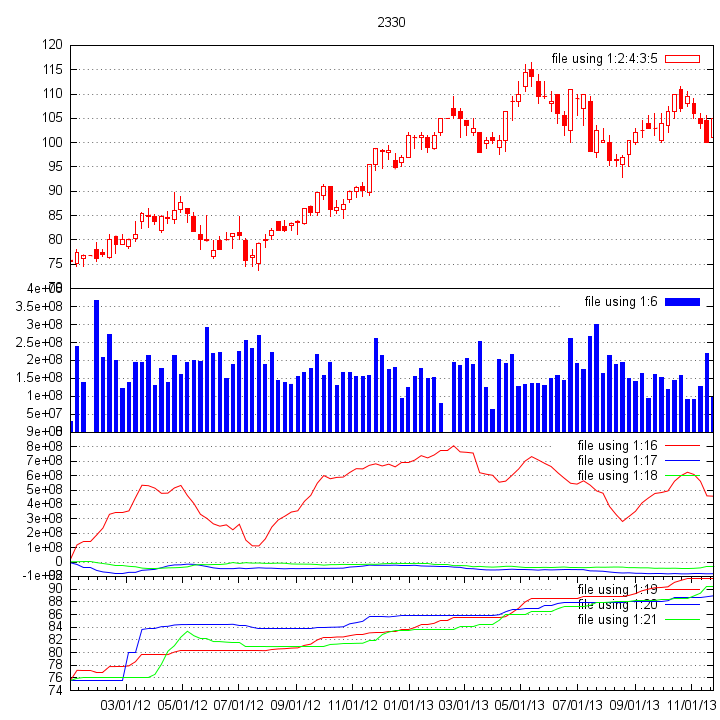 2330
120
file using 1:2:4:3:5
115
110
105
100
95
90
85
80
75
4e+08
file using 1:6
3.5e+08
3e+08
2.5e+08
2e+08
1.5e+08
1e+08
5e+07
file using 1:16
8e+08
file using 1:17
7e+08
file using 1:18
6e+08
5e+08
4e+08
3e+08
2e+08
1e+08
0
-1e+08
90
file using 1:19
88
file using 1:20
86
file using 1:21
84
82
80
78
76
74
03/01/12 05/01/12 07/01/12 09/01/12 11/01/12 01/01/13 03/01/13 05/01/13 07/01/13 09/01/13 11/01/13